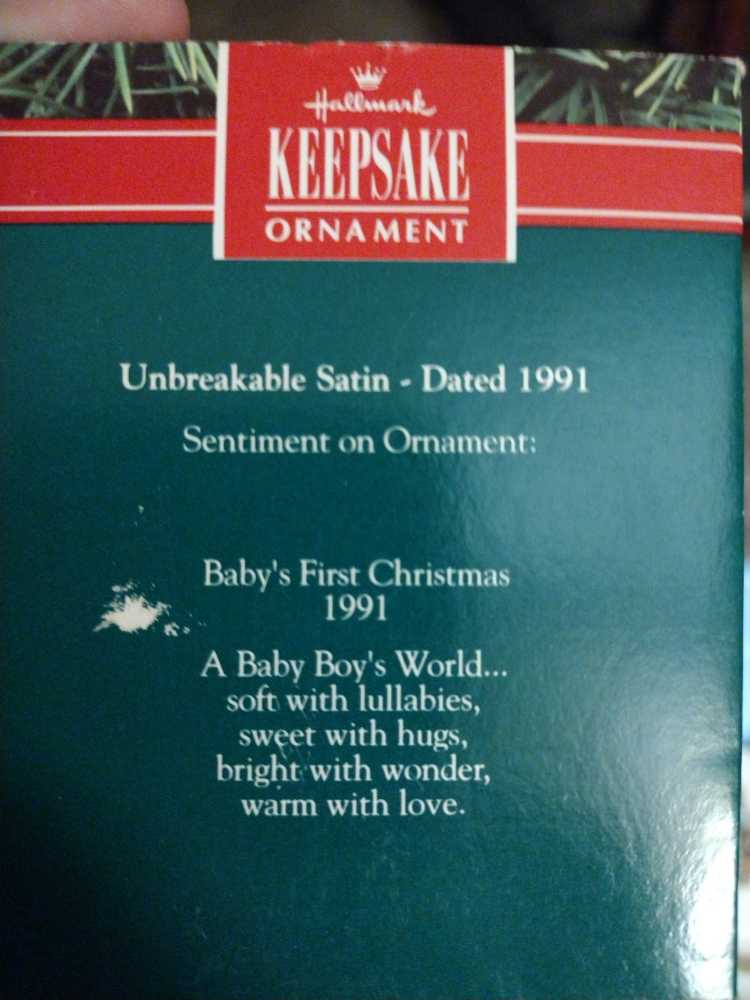 Hallmark
KEEPSAKE
ORNAMENT
Unbreakable Satin - Dated 1991
Sentiment on Ornament:
Baby's First Christmas
1991
A Baby Boy's World...
soft with lullabies,
sweet with hugs,
bright with wonder,
warm with love.